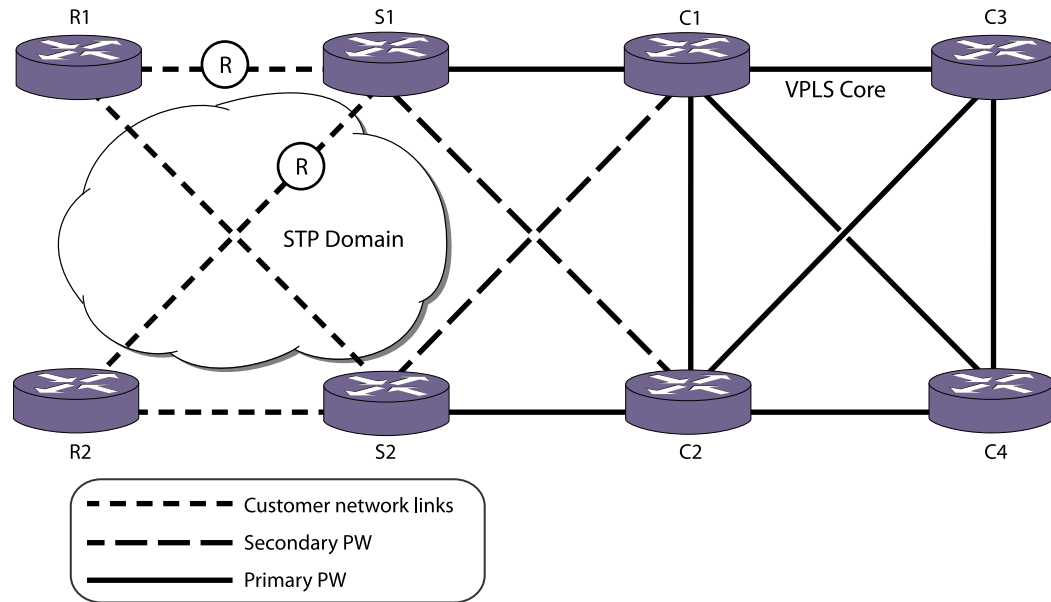 R1
S1
C1
C3
R
VPLS Core
R
STP Domain
R2
S2
C2
C4
Customer network links
Secondary PW
Primary PW